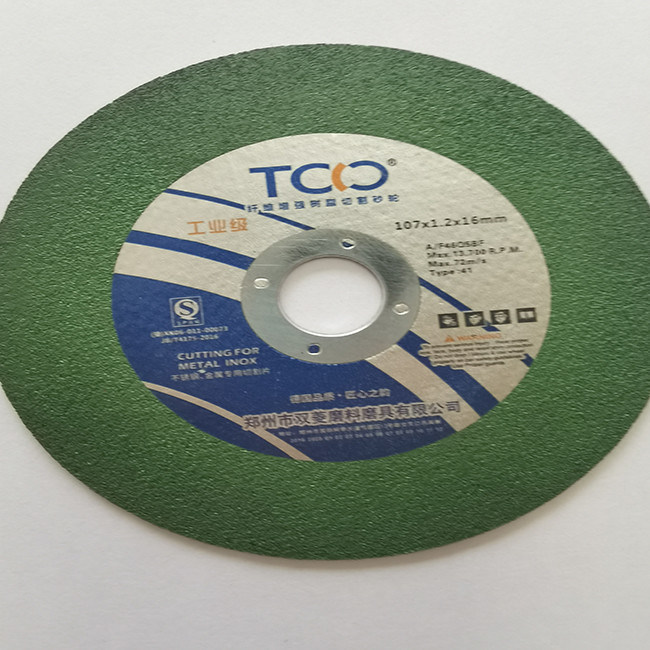 TCO®
纤维增强树脂切割砂轮
工业级
107x1.2x16mm
A/F46Q5BF
Max.13,700 R.P.M.
Max.72m/s
Type:41
JB/T4175-2016
CUTTING FOR
METAL INOX
不锈钢、金属专用切割片
WARNING
德国品质·匠心之韵
郑州市双菱磨料磨具有限公司